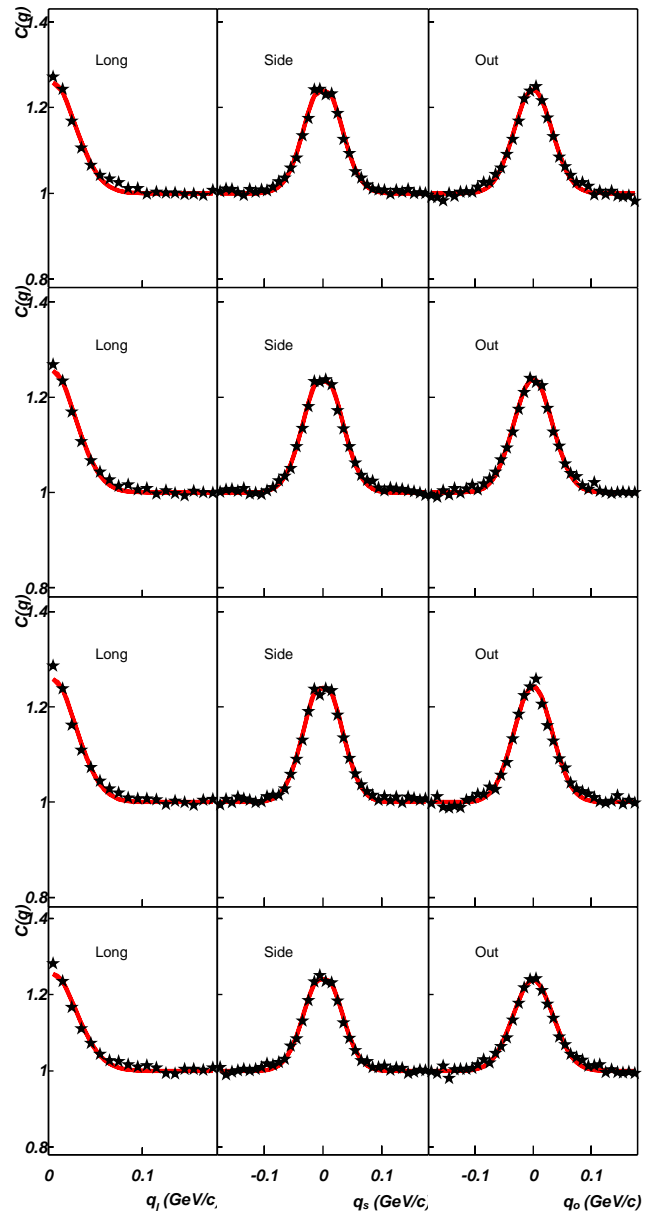 C(g)
1.4
1.2
1
0.8
Long
Side
Out
C(g)
1.4
1.2
1
0.8
Long
Side
Out
C(g)
1.4
1.2
1
0.8
Long
Side
Out
C(g)
1.4
1.2
1
0.8
Long
Side
Out
0.1
-0.1 0 0.1
-0.1 0 0.1
q_l (GeV/c)
q_s (GeV/c)
q_o (GeV/c)